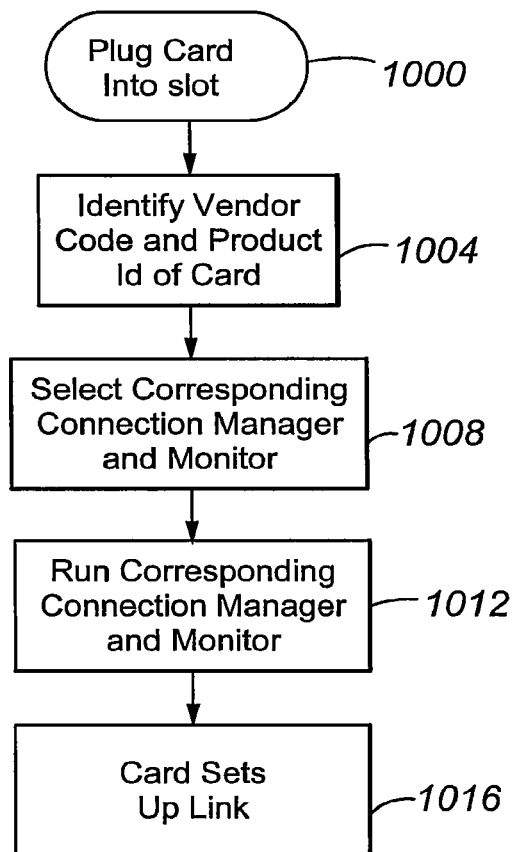 Plug Card
Into slot
1000
Identify Vendor
Code and Product
Id of Card
1004
Select Corresponding
Connection Manager
and Monitor
1008
Run Corresponding
Connection Manager
and Monitor
1012
Card Sets
Up Link
1016